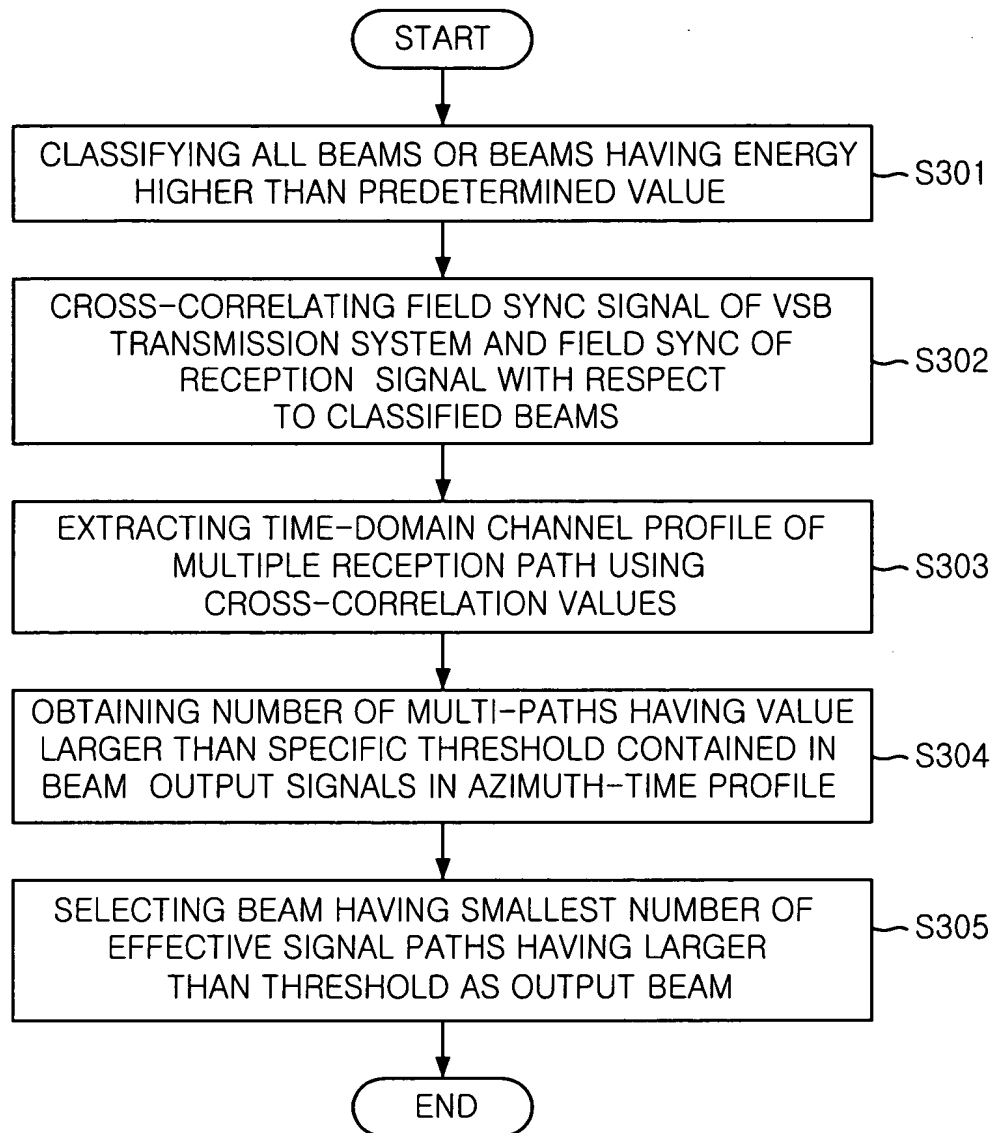 START
CLASSIFYING ALL BEAMS OR BEAMS HAVING ENERGY
HIGHER THAN PREDETERMINED VALUE
S301
CROSS-CORRELATING FIELD SYNC SIGNAL OF VSB
TRANSMISSION SYSTEM AND FIELD SYNC OF
RECEPTION SIGNAL WITH RESPECT
TO CLASSIFIED BEAMS
S302
EXTRACTING TIME-DOMAIN CHANNEL PROFILE OF
MULTIPLE RECEPTION PATH USING
CROSS-CORRELATION VALUES
S303
OBTAINING NUMBER OF MULTI-PATHS HAVING VALUE
LARGER THAN SPECIFIC THRESHOLD CONTAINED IN
BEAM OUTPUT SIGNALS IN AZIMUTH-TIME PROFILE
S304
SELECTING BEAM HAVING SMALLEST NUMBER OF
EFFECTIVE SIGNAL PATHS HAVING LARGER
THAN THRESHOLD AS OUTPUT BEAM
S305
END